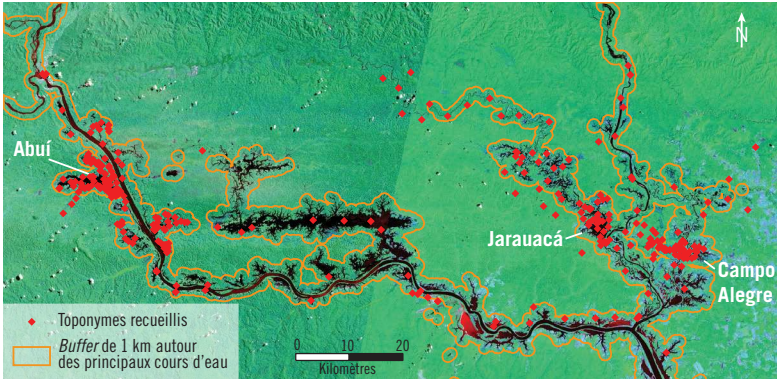 N
Abuí
Jarauacá
Campo
Alegre
Toponymes recueillis
Buffer de 1 km autour
des principaux cours d'eau
0 10 20
Kilomètres